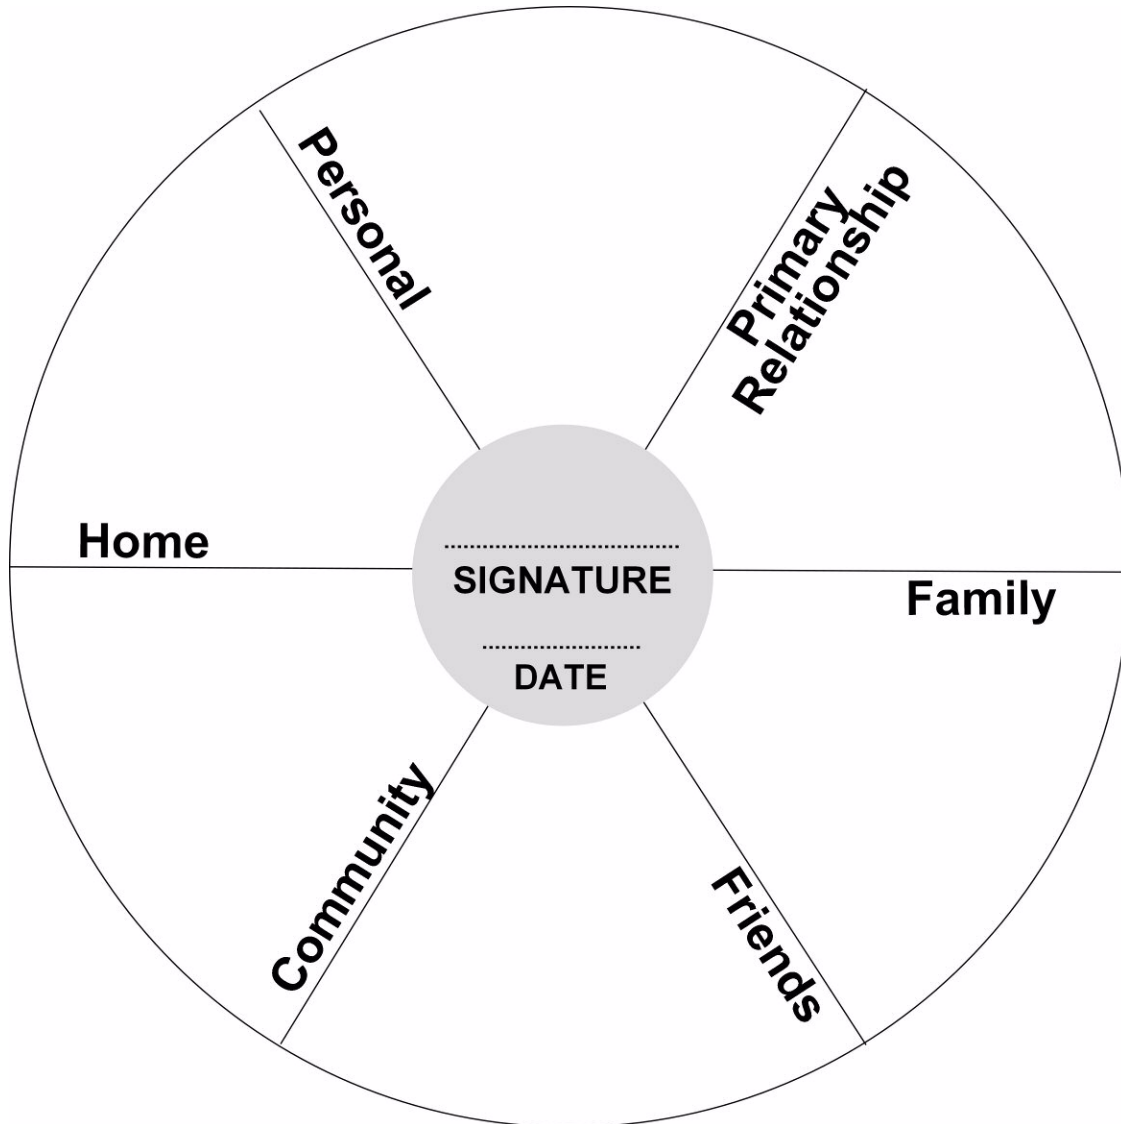 Personal
Primary
Relationship
Home
SIGNATURE
DATE
Family
Community
Friends